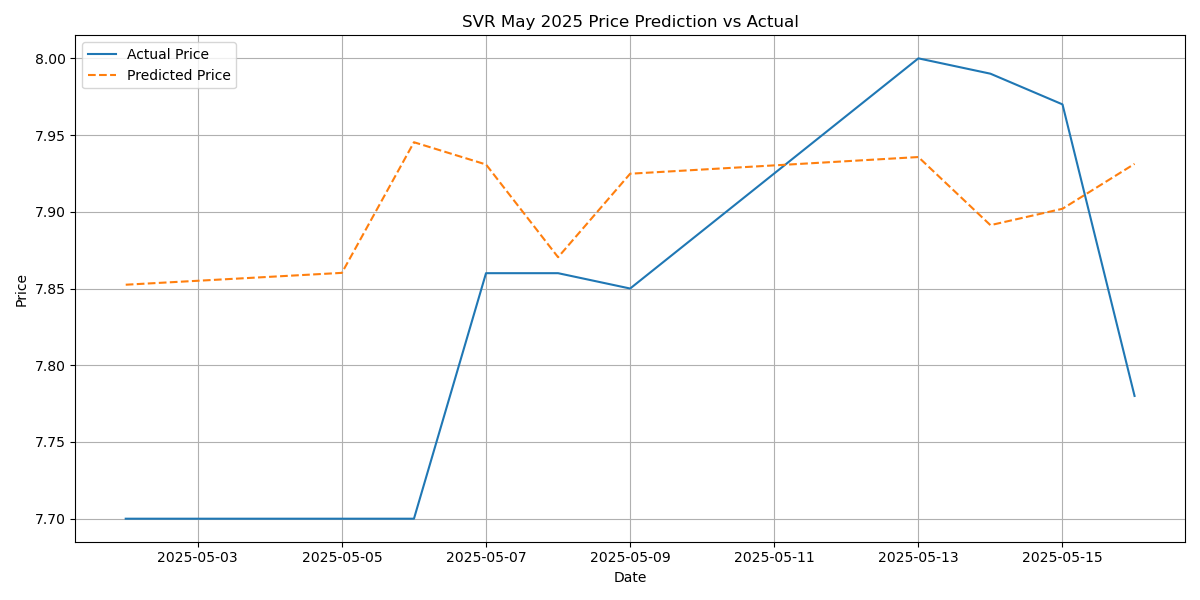 SVR May 2025 Price Prediction vs Actual
Actual Price
Predicted Price
8.00
7.95
7.90
7.85
7.80
7.75
7.70
Price
2025-05-03 2025-05-05 2025-05-07 2025-05-09 2025-05-11 2025-05-13 2025-05-15
Date